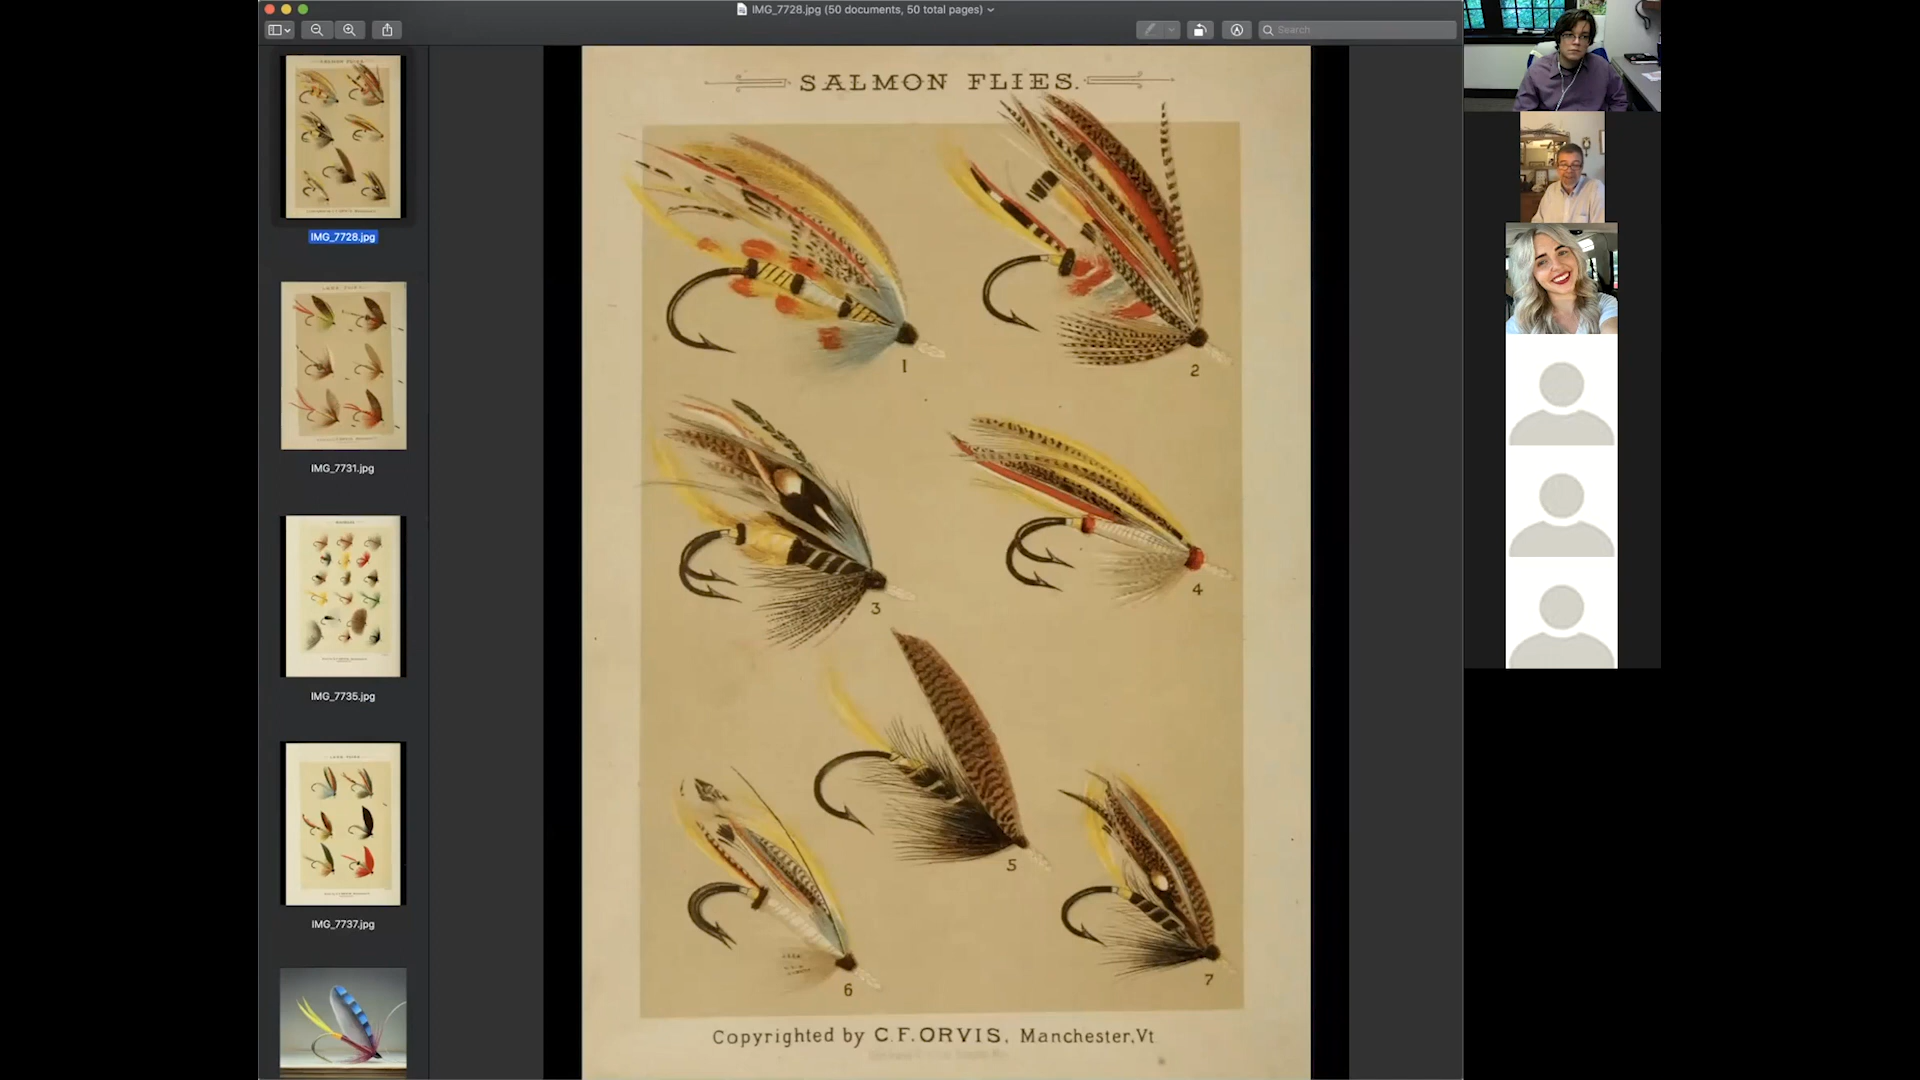 IMG_7728.jpg (50 documents, 50 total pages)
Search
IMG_7728.jpg
IMG_7731.jpg
IMG_7735.jpg
IMG_7737.jpg
SALMON FLIES.
1
2
3
4
5
6
7
Copyrighted by C.F. ORVIS, Manchester, Vt